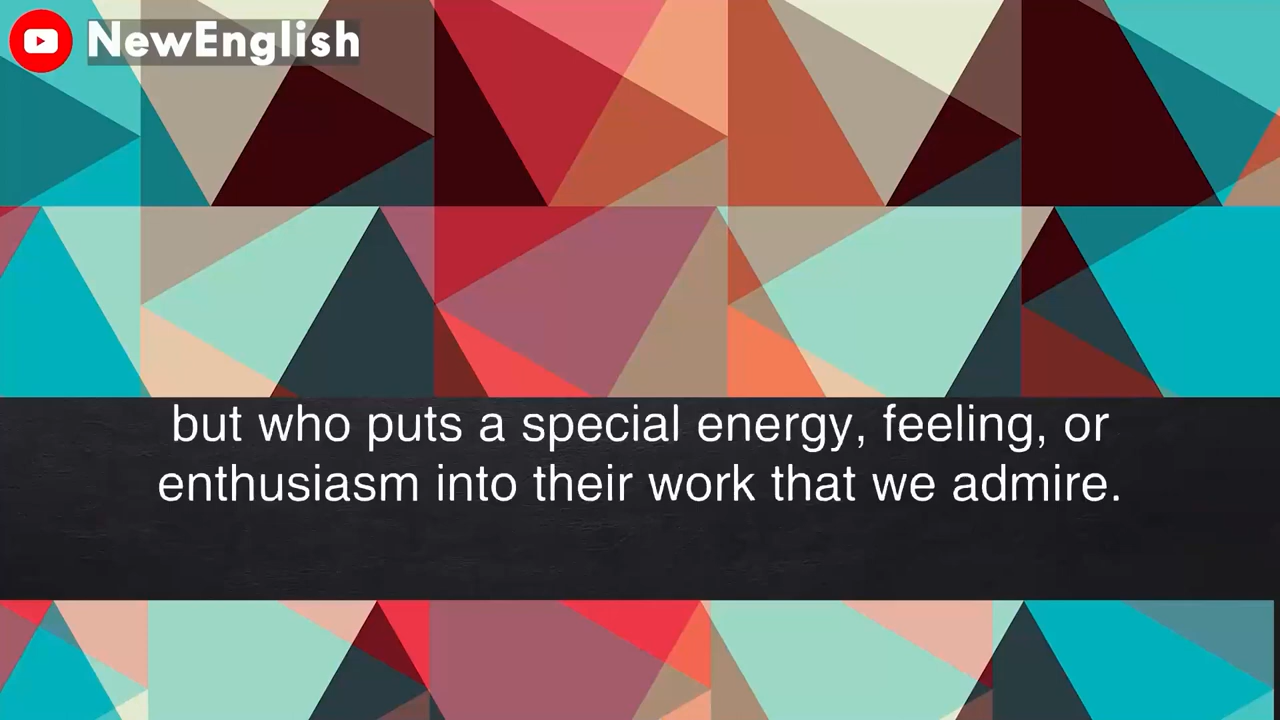 NewEnglish
but who puts a special energy, feeling, or
enthusiasm into their work that we admire.